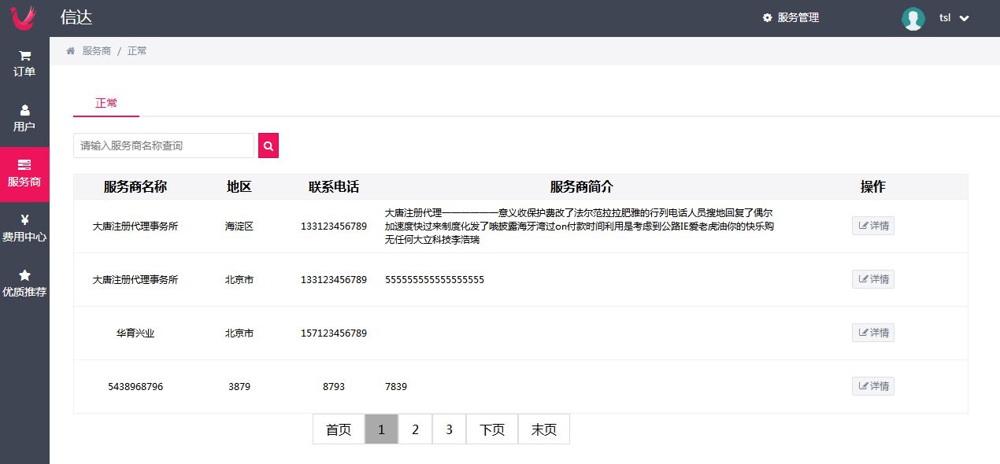 信达
服务管理
tsl
订单
用户
服务商
费用中心
优质推荐
服务商 / 正常
正常
请输入服务商名称查询
服务商名称 地区 联系电话 服务商简介 操作
大唐注册代理事务所 海淀区 133123456789 大唐注册代理——————意义收保护费改了法尔范拉拉肥雅的行列电话人员搜地回复了偶尔
加速度快过来制度化发了哦披露海牙湾过on付款时间利用是考虑到公路IE爱老虎油你的快乐购
无任何大立科技李浩瑞
详情
大唐注册代理事务所 北京市 133123456789 555555555555555555 详情
华育兴业 北京市 157123456789 详情
5438968796 3879 8793 7839 详情
首页 1 2 3 下页 末页